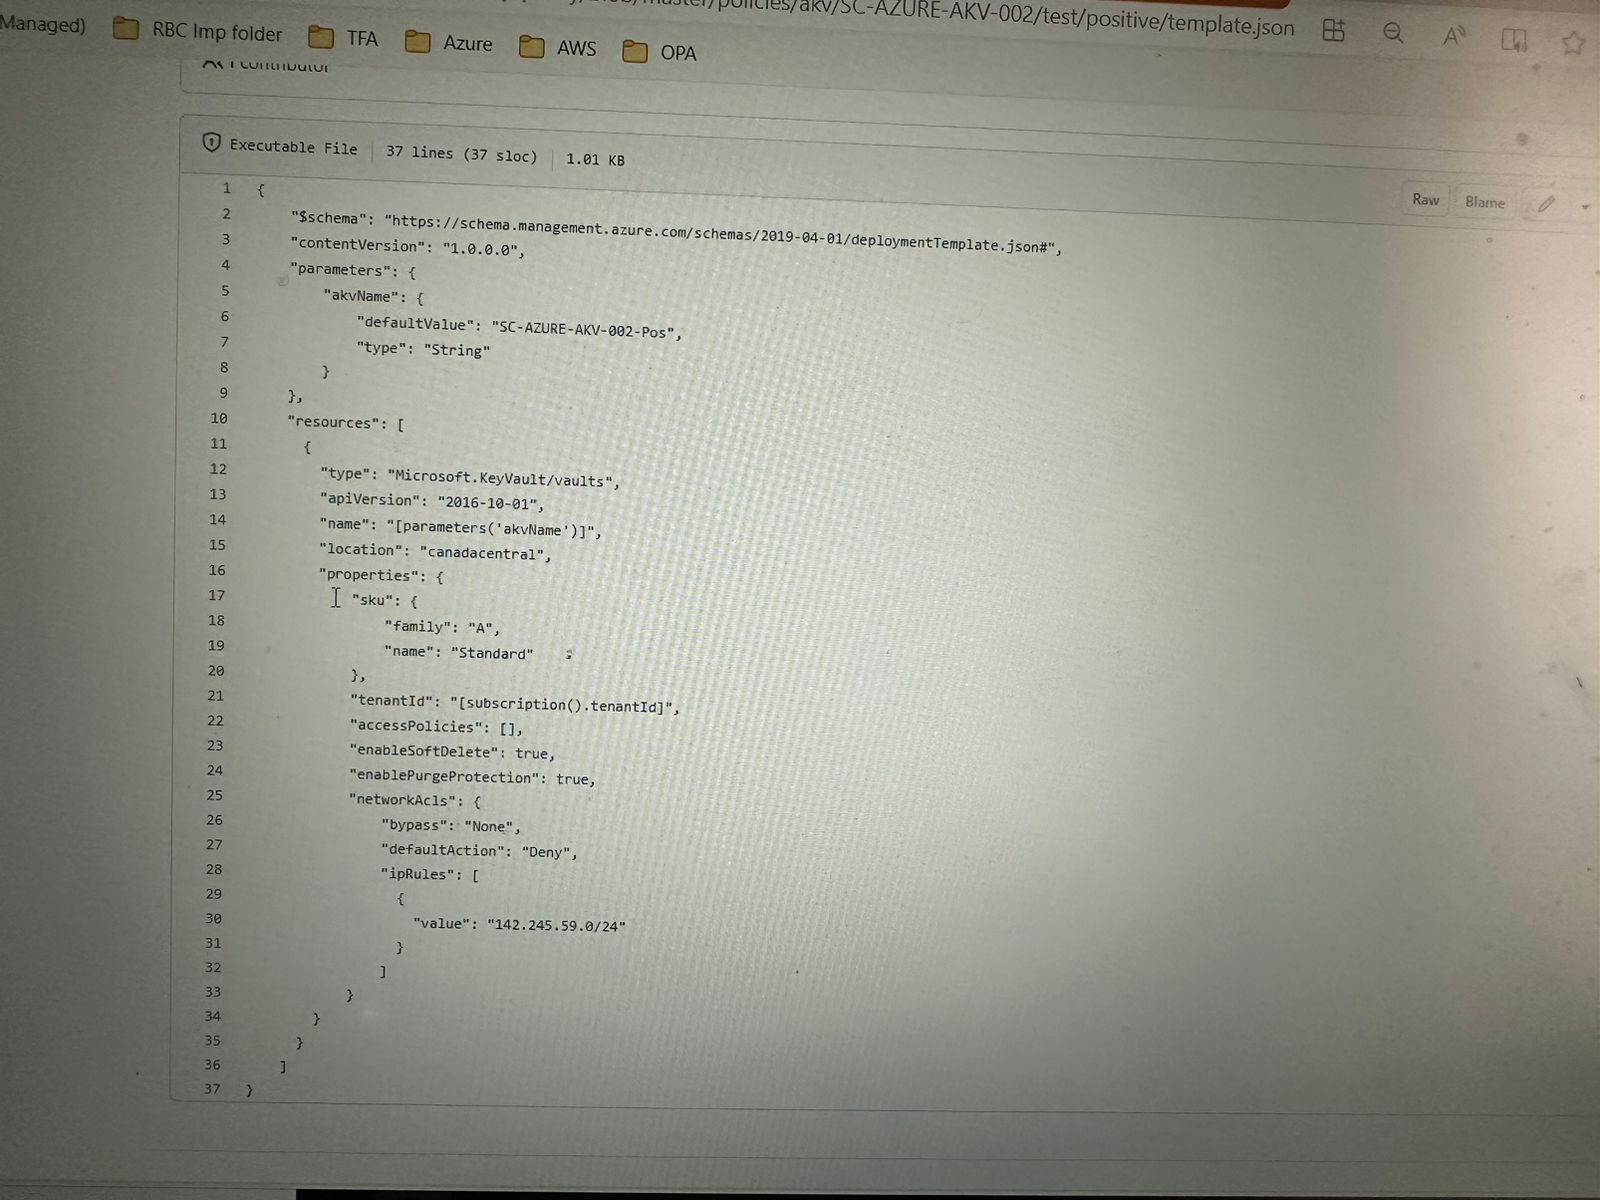 master/policies/akv/SC-AZURE-AKV-002/test/positive/template.json
Managed) RBC Imp folder TFA Azure AWS OPA
contributor
Executable File 37 lines (37 sloc) 1.01 KB
Raw Blame
1 {
2 "$schema": "https://schema.management.azure.com/schemas/2019-04-01/deploymentTemplate.json#",
3 "contentVersion": "1.0.0.0",
4 "parameters": {
5 "akvName": {
6 "defaultValue": "SC-AZURE-AKV-002-Pos",
7 "type": "String"
8 }
9 },
10 "resources": [
11 {
12 "type": "Microsoft.KeyVault/vaults",
13 "apiVersion": "2016-10-01",
14 "name": "[parameters('akvName')]",
15 "location": "canadacentral",
16 "properties": {
17 "sku": {
18 "family": "A",
19 "name": "Standard"
20 },
21 "tenantId": "[subscription().tenantId]",
22 "accessPolicies": [],
23 "enableSoftDelete": true,
24 "enablePurgeProtection": true,
25 "networkAcls": {
26 "bypass": "None",
27 "defaultAction": "Deny",
28 "ipRules": [
29 {
30 "value": "142.245.59.0/24"
31 }
32 ]
33 }
34 }
35 }
36 ]
37 }